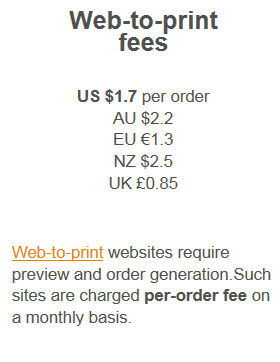 Web-to-print
fees
US $1.7 per order
AU $2.2
EU €1.3
NZ $2.5
UK £0.85
Web-to-print websites require
preview and order generation.Such
sites are charged per-order fee on
a monthly basis.